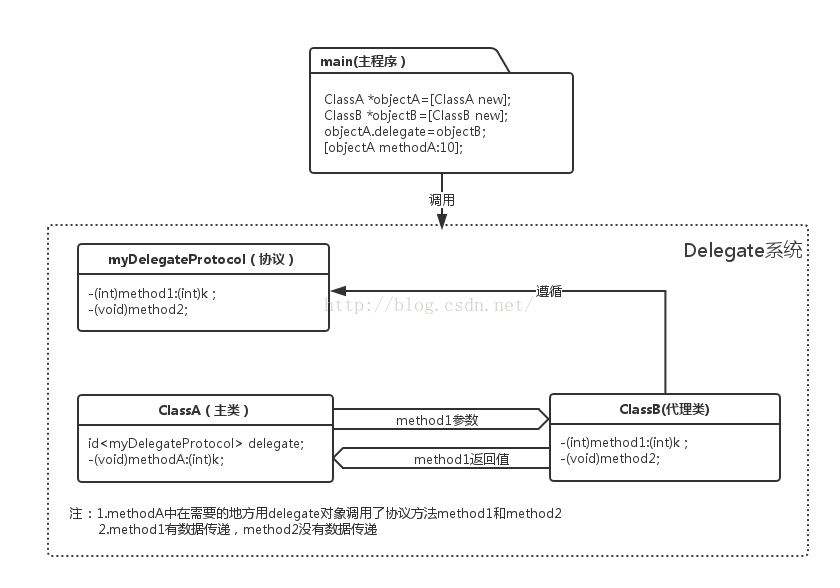 main(主程序)
ClassA *objectA=[ClassA new];
ClassB *objectB=[ClassB new];
objectA.delegate=objectB;
[objectA methodA:10];
调用
Delegate系统
myDelegateProtocol(协议)
-(int)method1:(int)k;
-(void)method2;
遵循
http://blog.csdn.net/
ClassA(主类)
id<myDelegateProtocol> delegate;
-(void)methodA:(int)k;
method1参数
method1返回值
ClassB(代理类)
-(int)method1:(int)k;
-(void)method2;
注:1.methodA中在需要的地方用delegate对象调用了协议方法method1和method2
2.method1有数据传递,method2没有数据传递